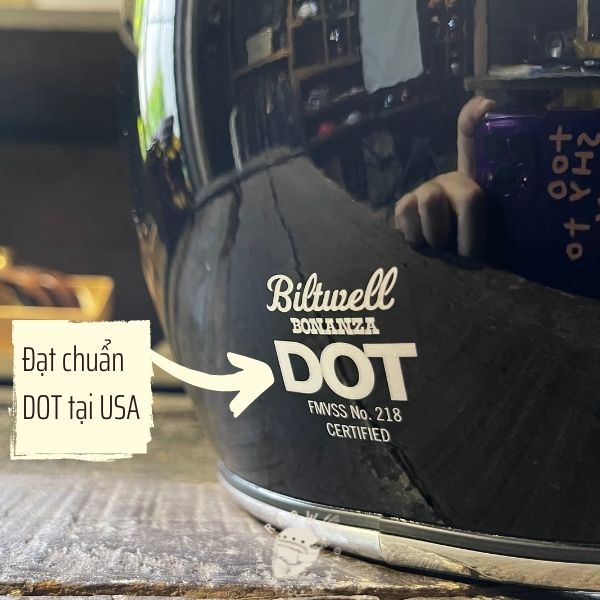 Biltwell
BONANZA
DOT
FMVSS No. 218
CERTIFIED
Đạt chuẩn
DOT tại USA